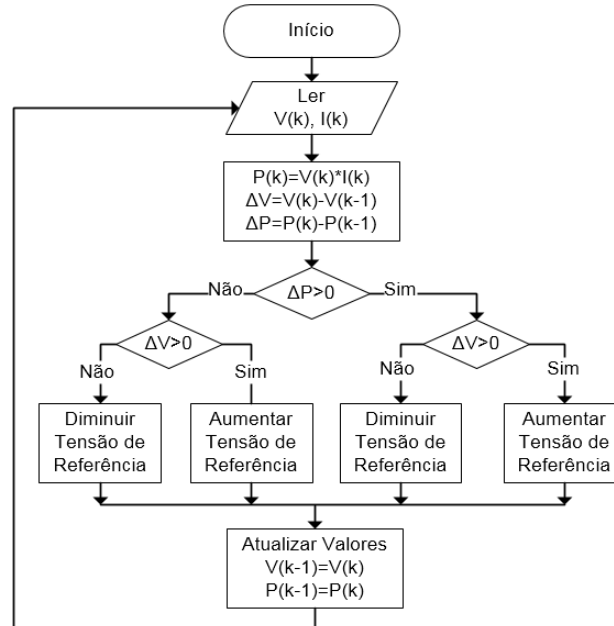 Início
Ler
V(k), I(k)
P(k)=V(k)*I(k)
ΔV=V(k)-V(k-1)
ΔP=P(k)-P(k-1)
Não
ΔP>0
Sim
ΔV>0
ΔV>0
Não
Sim
Não
Sim
Diminuir
Tensão de
Referência
Aumentar
Tensão de
Referência
Diminuir
Tensão de
Referência
Aumentar
Tensão de
Referência
Atualizar Valores
V(k-1)=V(k)
P(k-1)=P(k)